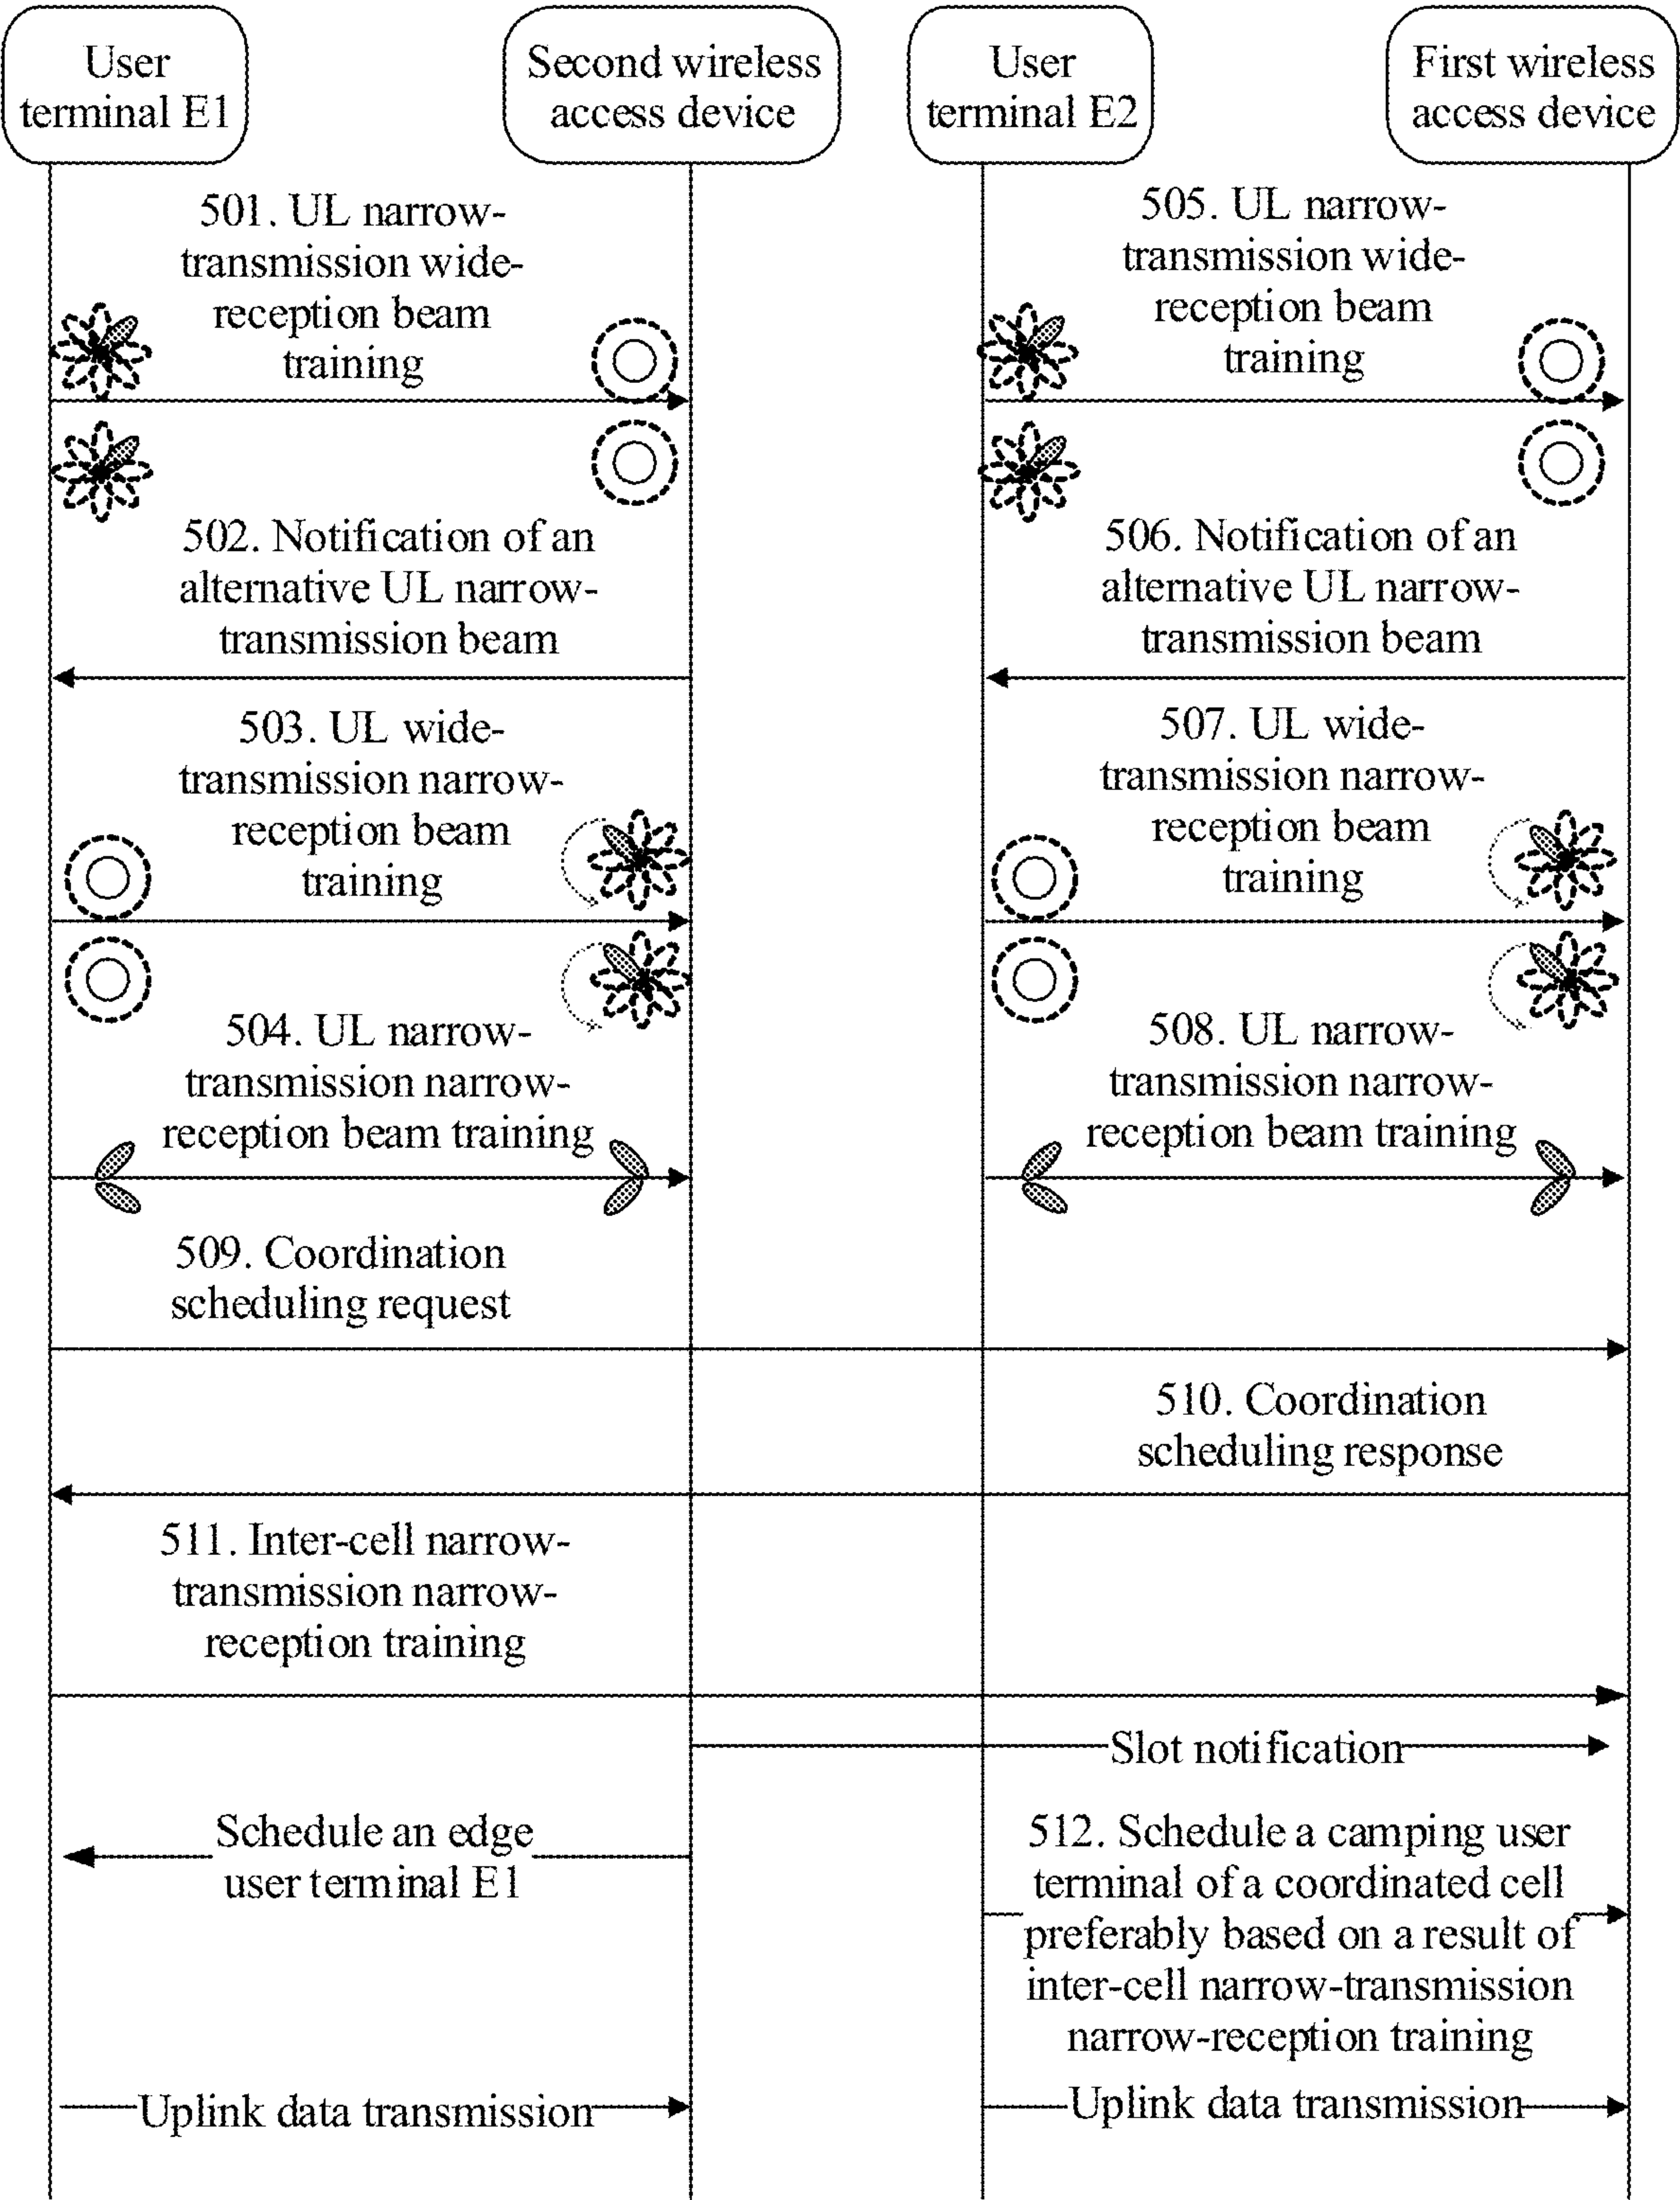 User
terminal E1
Second wireless
access device
User
terminal E2
First wireless
access device
501. UL narrow-
transmission wide-
reception beam
training
505. UL narrow-
transmission wide-
reception beam
training
502. Notification of an
alternative UL narrow-
transmission beam
506. Notification of an
alternative UL narrow-
transmission beam
503. UL wide-
transmission narrow-
reception beam
training
507. UL wide-
transmission narrow-
reception beam
training
504. UL narrow-
transmission narrow-
reception beam training
508. UL narrow-
transmission narrow-
reception beam training
509. Coordination
scheduling request
510. Coordination
scheduling response
511. Inter-cell narrow-
transmission narrow-
reception training
Slot notification
Schedule an edge
user terminal E1
512. Schedule a camping user
terminal of a coordinated cell
preferably based on a result of
inter-cell narrow-transmission
narrow-reception training
Uplink data transmission
Uplink data transmission